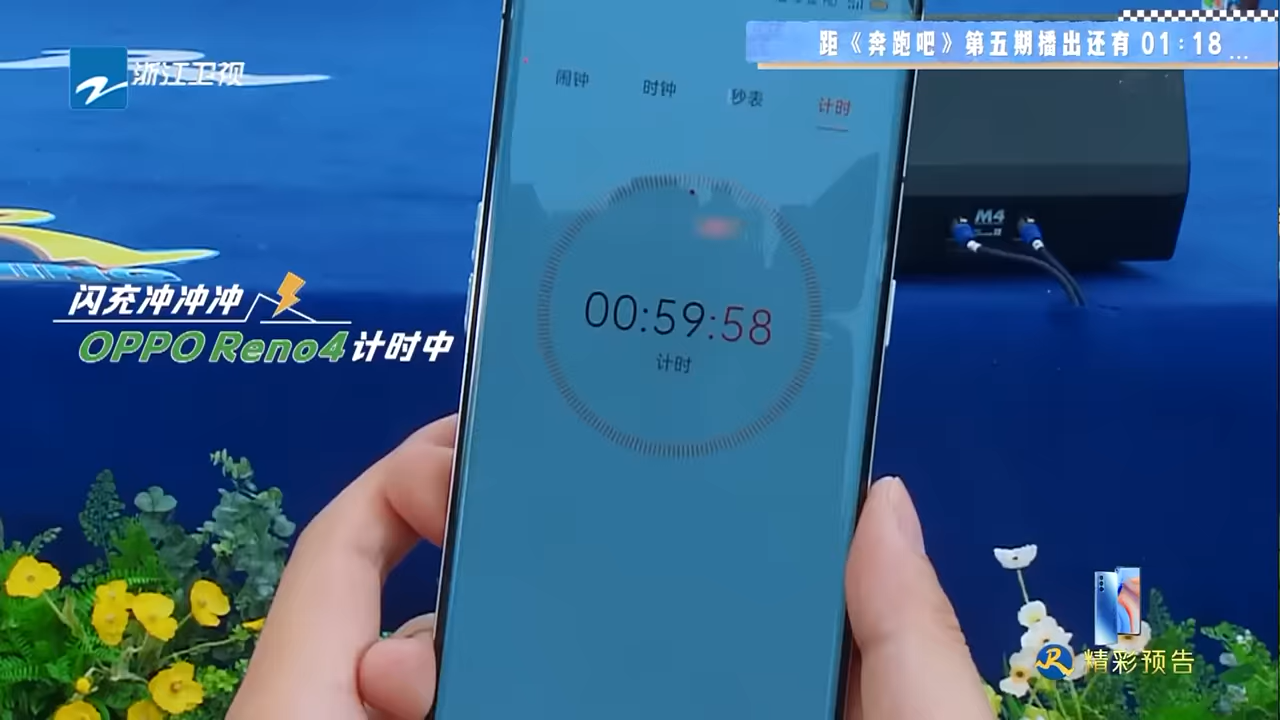 距《奔跑吧》第五期播出还有 01:18...
浙江卫视
闹钟 时钟 秒表 计时
M4
00:59:58
计时
闪充冲冲冲
OPPO Reno4计时中
R 精彩预告